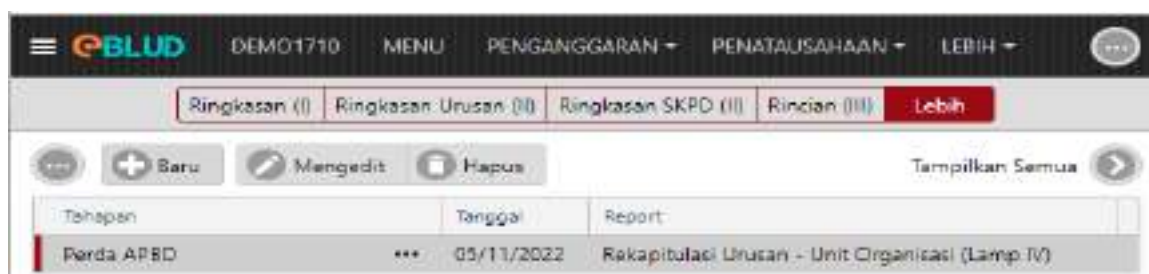 eBLUD DEMO1710 MENU PENGANGGARAN PENATAUSAHAAN LEBIH
Ringkasan (I) Ringkasan Urusan (II) Ringkasan SKPD (II) Rincian (III) Lebih
Baru Mengedit Hapus Tampilkan Semua
Tahapan Tanggal Report
Perda APBD ••• 05/11/2022 Rekapitulasi Urusan - Unit Organisasi (Lamp IV)